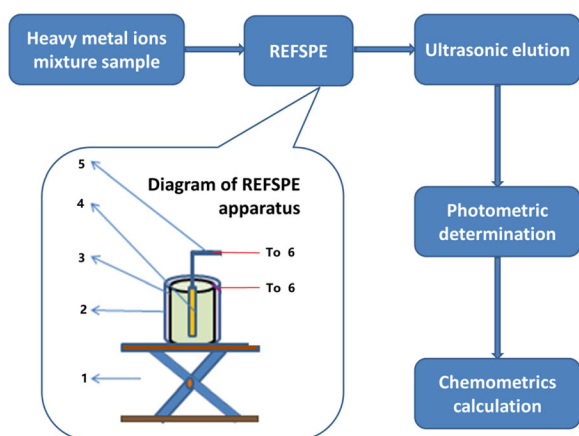 Heavy metal ions
mixture sample
REFSPE
Ultrasonic elution
Photometric
determination
Chemometrics
calculation
Diagram of REFSPE
apparatus
5
4
3
2
1
To 6
To 6